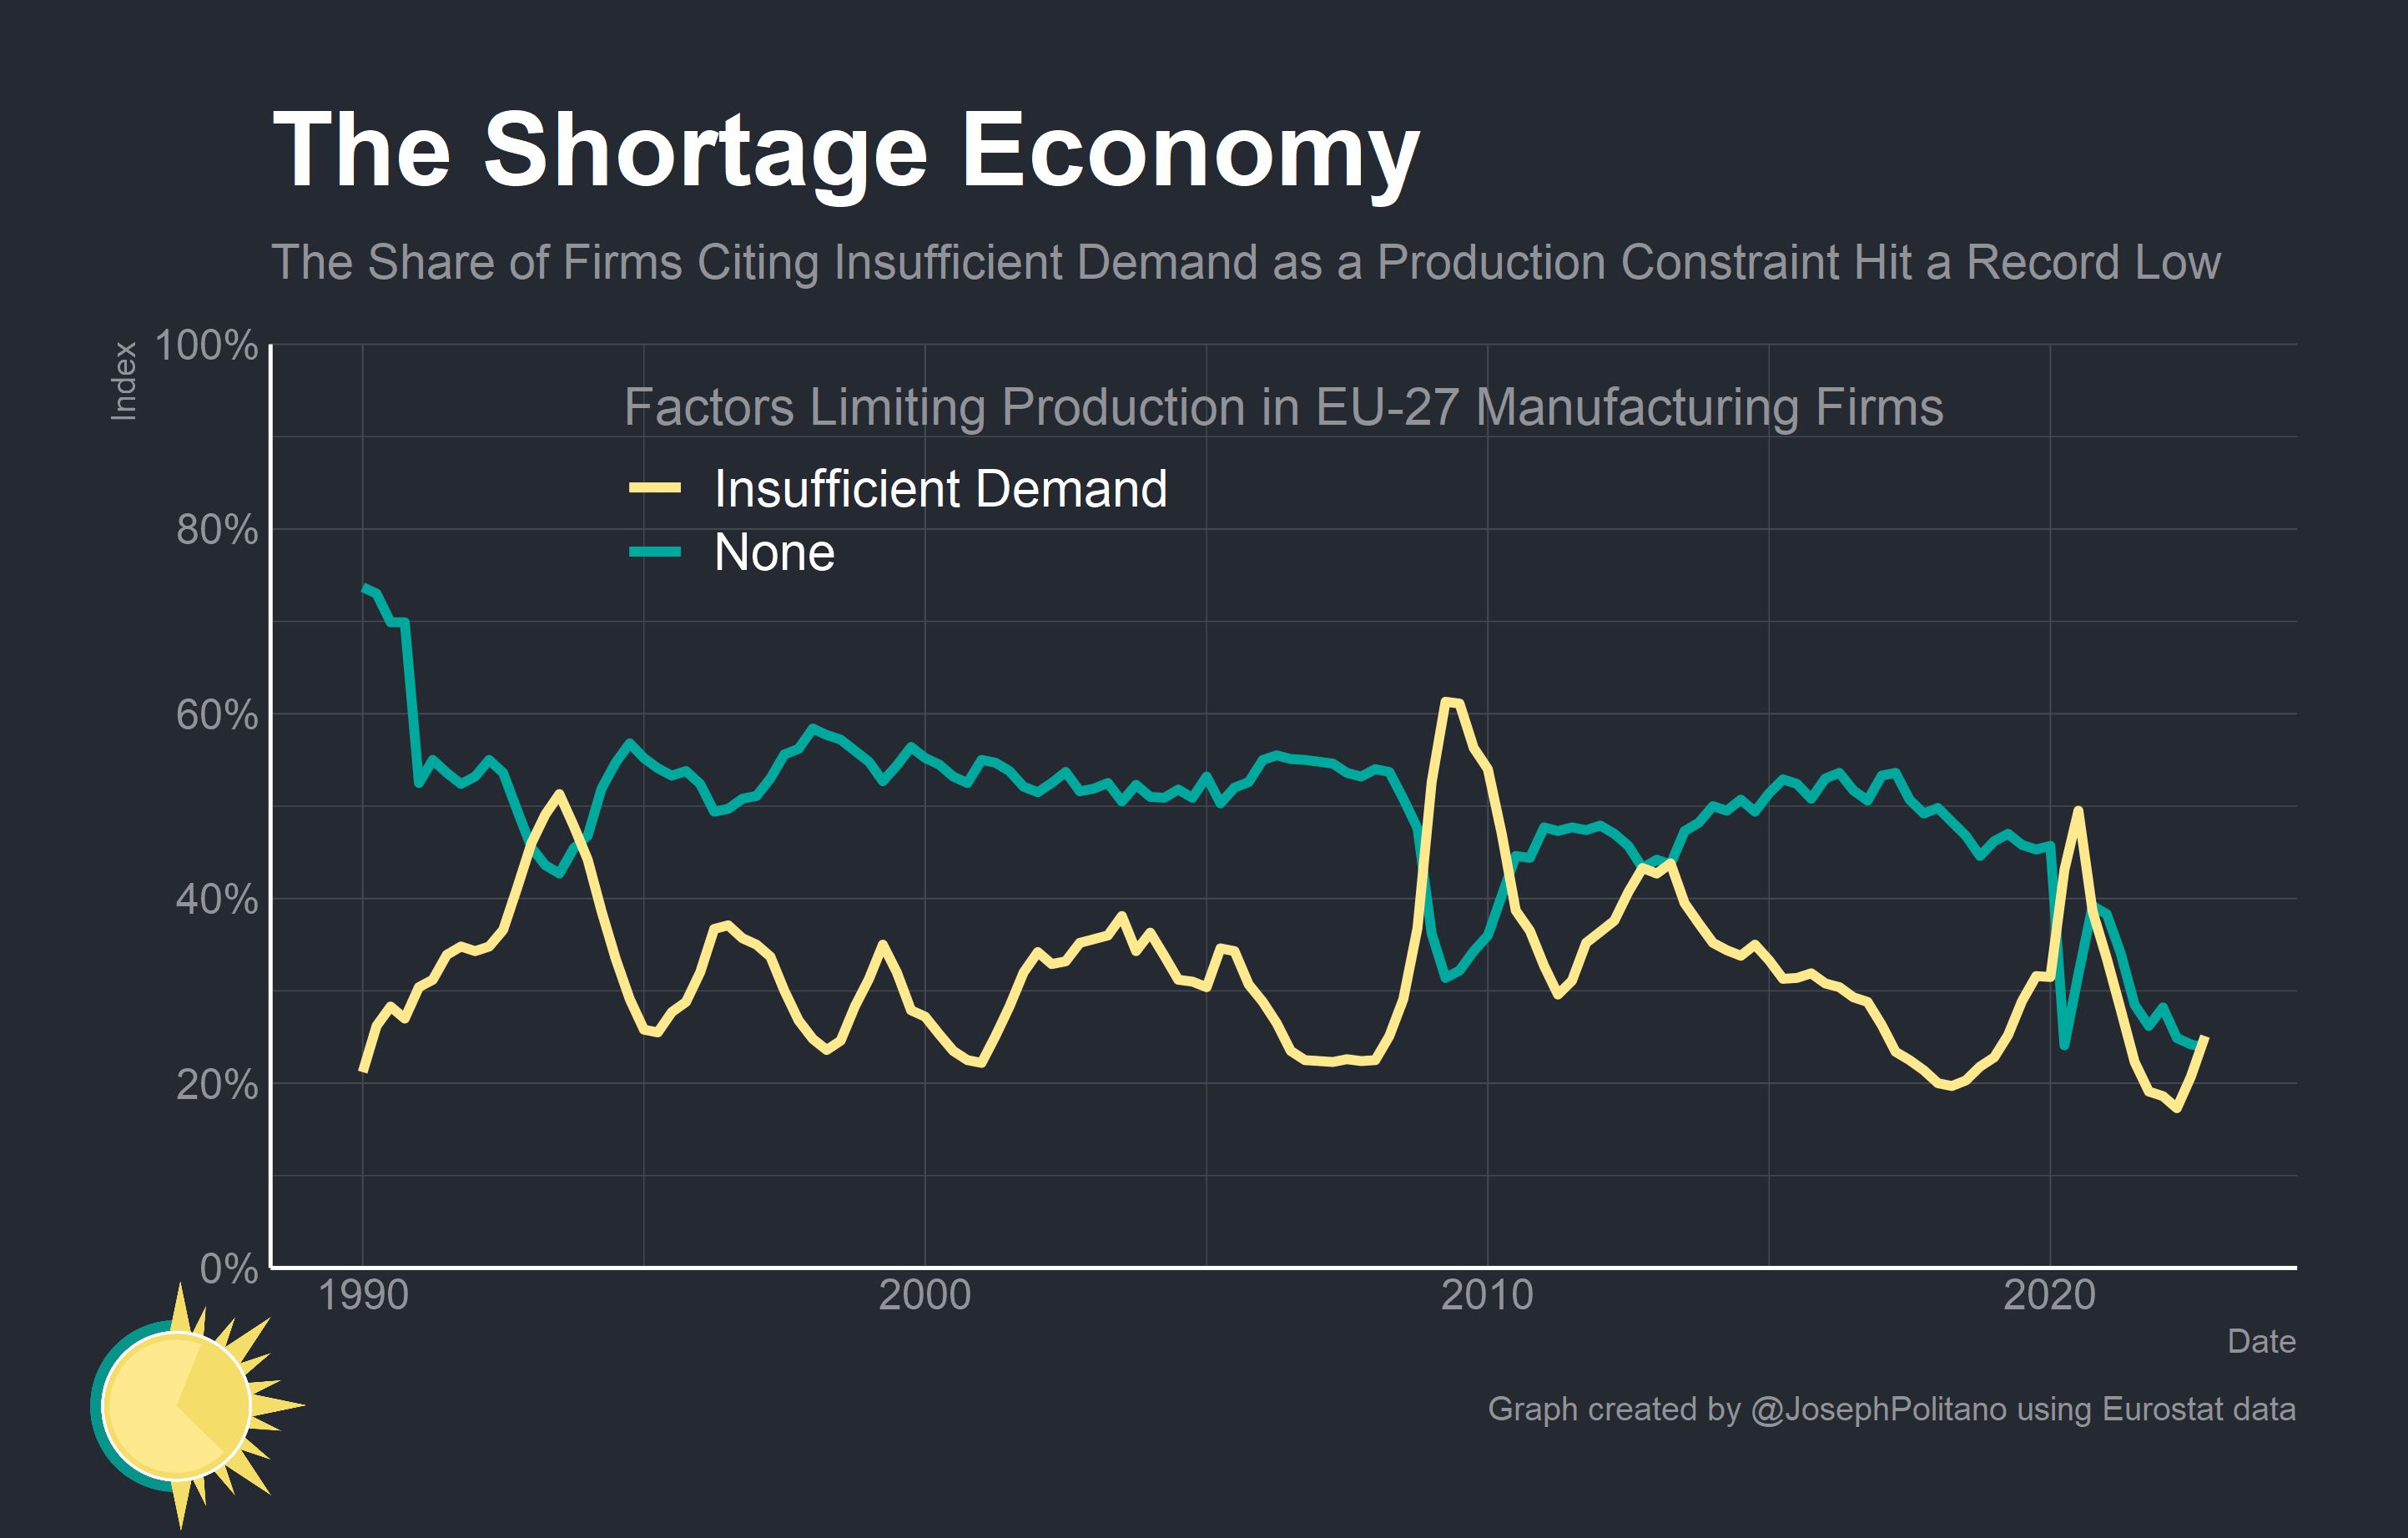 The Shortage Economy
The Share of Firms Citing Insufficient Demand as a Production Constraint Hit a Record Low
Index
100%
80%
60%
40%
20%
0%
Factors Limiting Production in EU-27 Manufacturing Firms
Insufficient Demand
None
1990
2000
2010
2020
Date
Graph created by @JosephPolitano using Eurostat data